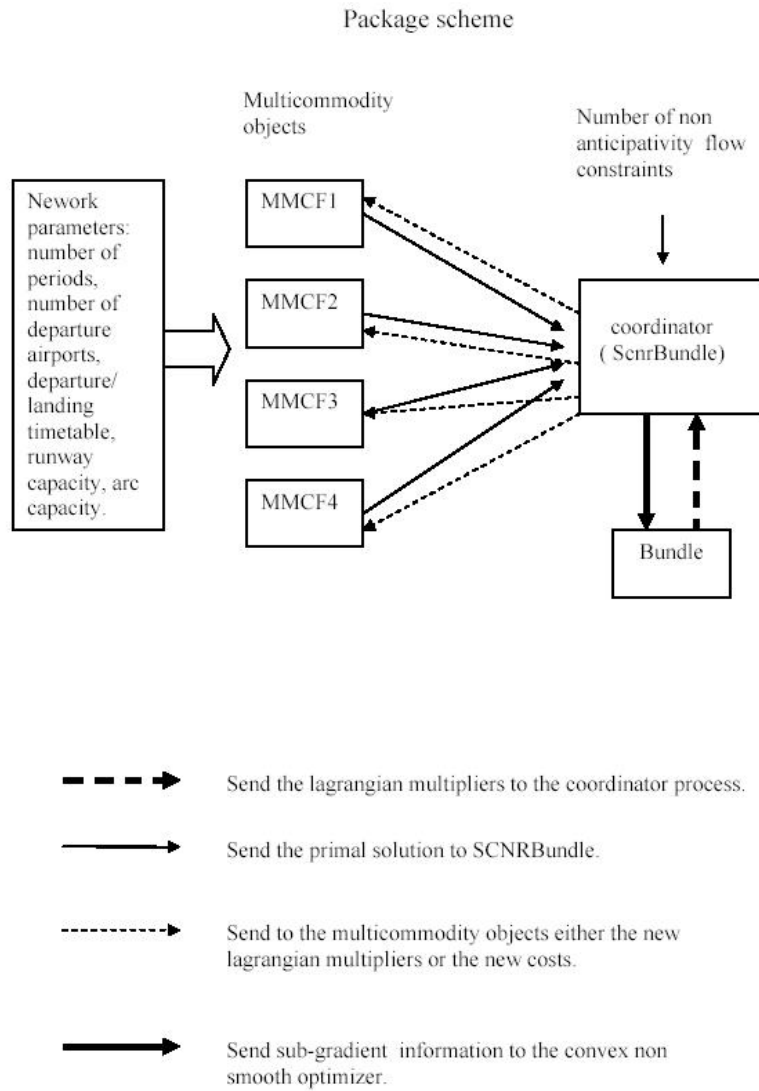 Package scheme
Multicommodity
objects
Number of non
anticipativity flow
constraints
Nework
parameters:
number of
periods,
number of
departure
airports,
departure/
landing
timetable,
runway
capacity, arc
capacity.
MMCF1
MMCF2
MMCF3
MMCF4
coordinator
( ScnrBundle)
Bundle
Send the lagrangian multipliers to the coordinator process.
Send the primal solution to SCNRBundle.
Send to the multicommodity objects either the new
lagrangian multipliers or the new costs.
Send sub-gradient information to the convex non
smooth optimizer.